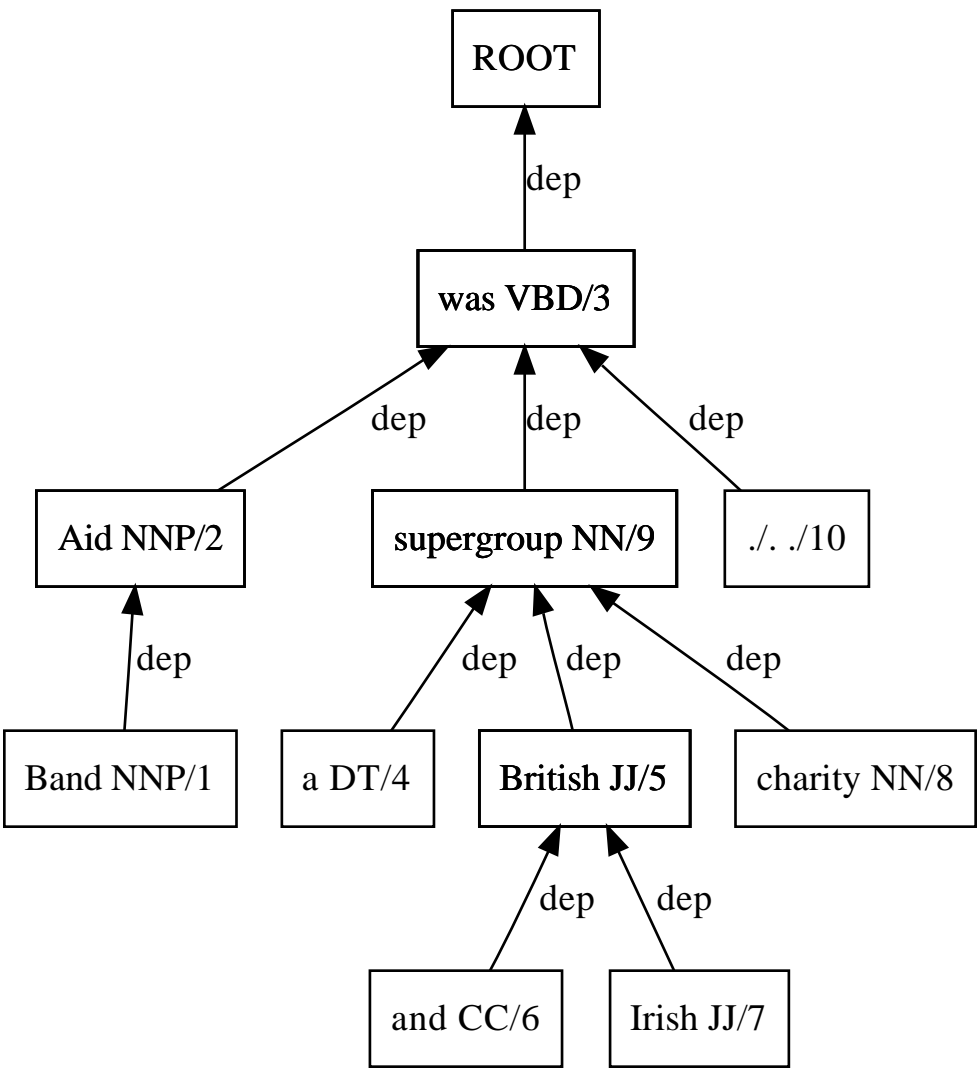 ROOT
dep
was VBD/3
dep dep dep
Aid NNP/2 supergroup NN/9 ./. ./10
dep dep dep dep
Band NNP/1 a DT/4 British JJ/5 charity NN/8
dep dep
and CC/6 Irish JJ/7